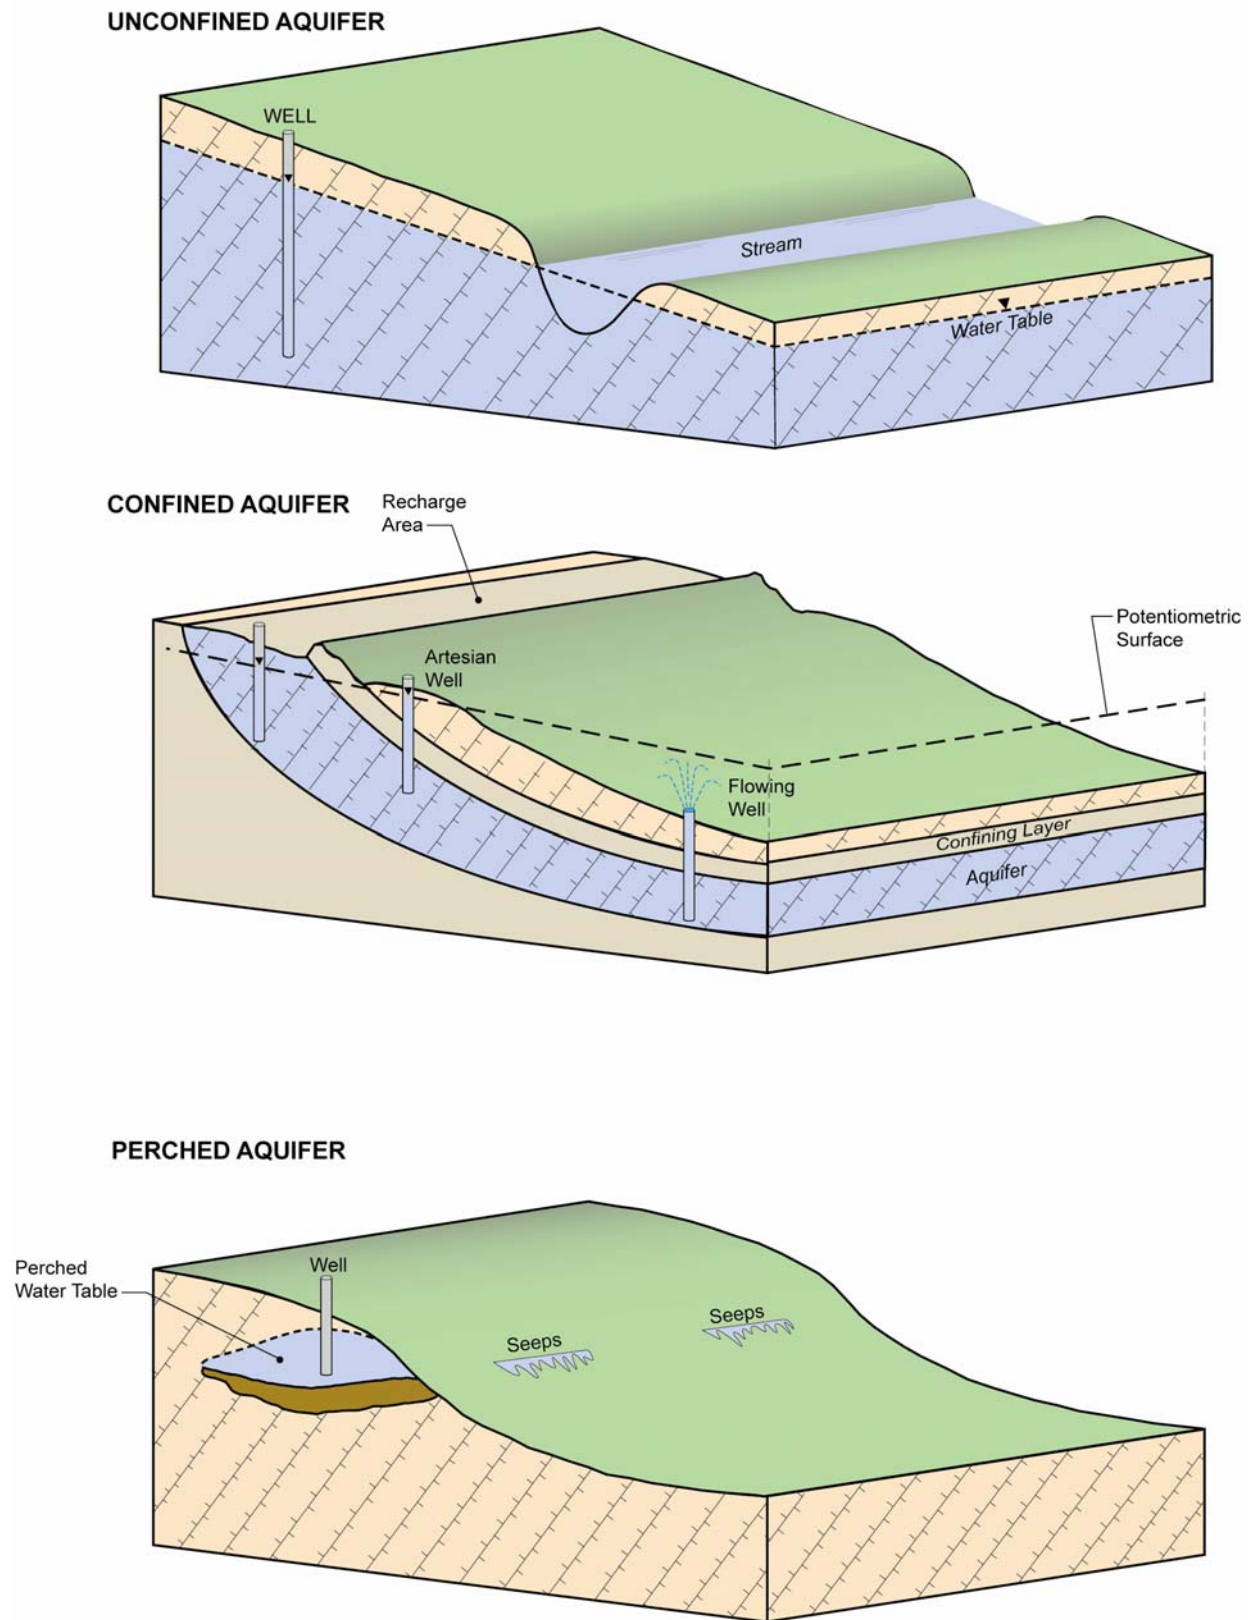 UNCONFINED AQUIFER
WELL
Stream
Water Table
CONFINED AQUIFER
Recharge
Area
Potentiometric
Surface
Artesian
Well
Flowing
Well
Confining Layer
Aquifer
PERCHED AQUIFER
Perched
Water Table
Well
Seeps
Seeps